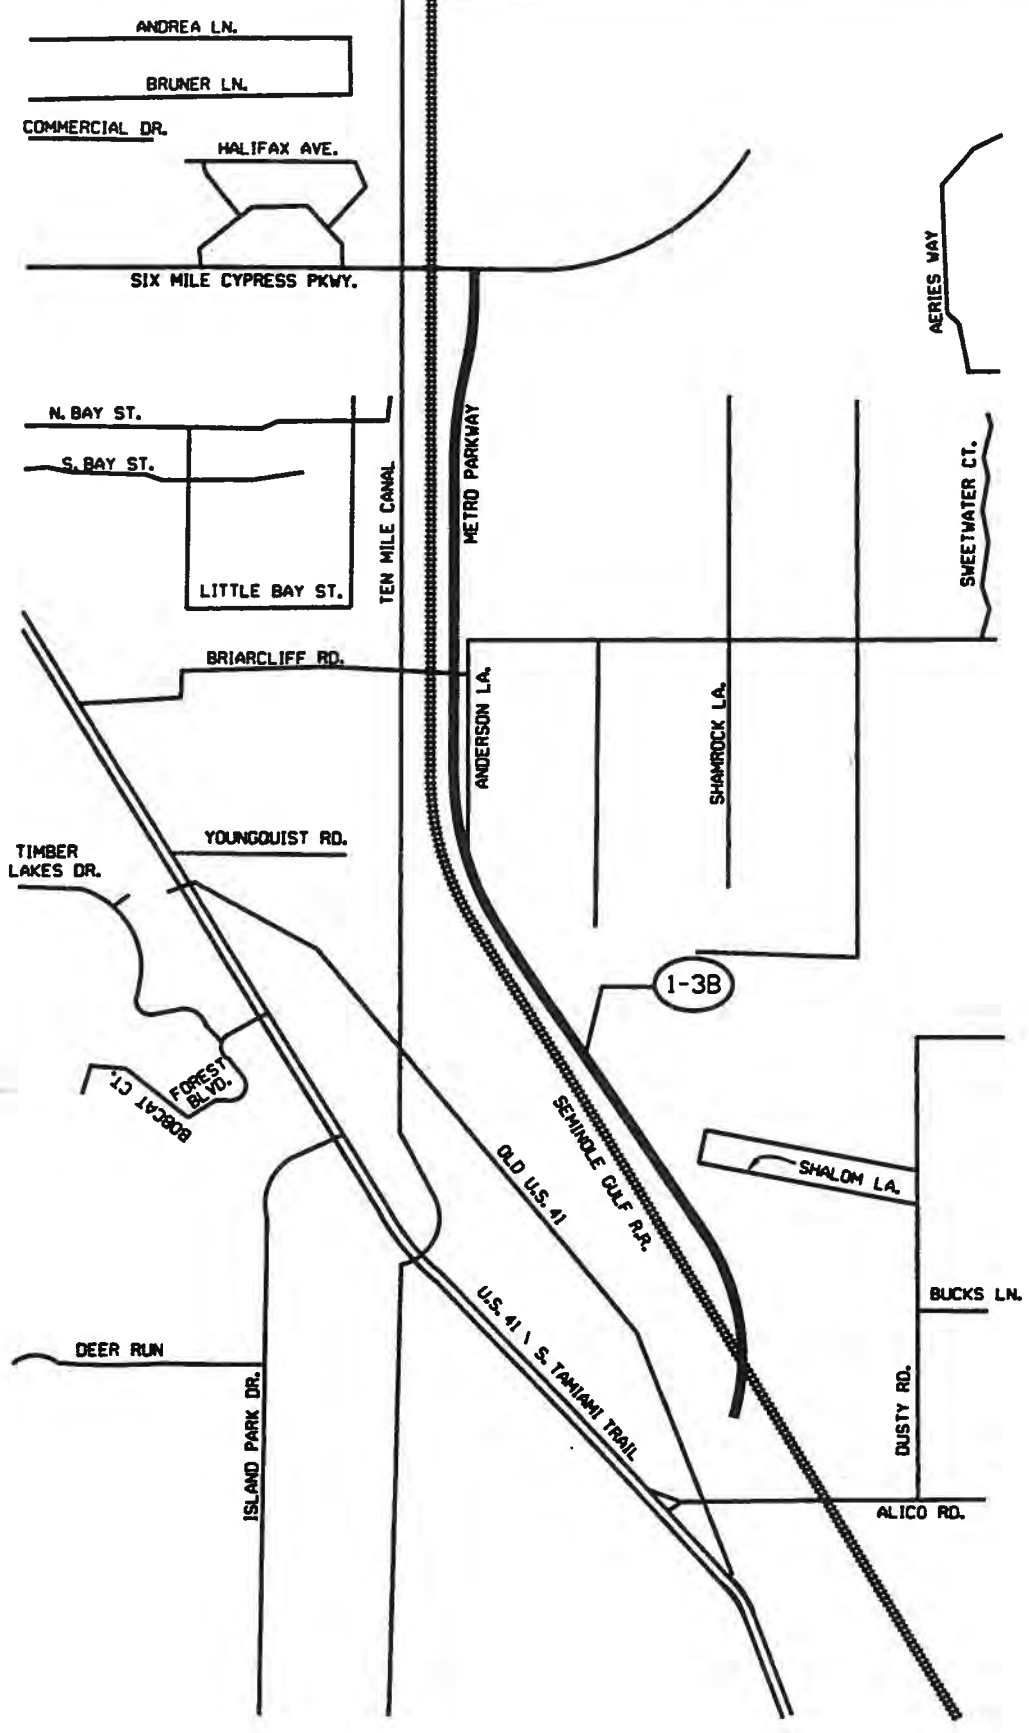 ANDREA LN.
BRUNER LN.
COMMERCIAL DR.
HALIFAX AVE.
SIX MILE CYPRESS PKWY.
AERIES WAY
N. BAY ST.
S. BAY ST.
METRO PARKWAY
TEN MILE CANAL
SWEETWATER CT.
LITTLE BAY ST.
BRIARCLIFF RD.
ANDERSON LA.
SHAMROCK LA.
YOUNGQUIST RD.
TIMBER
LAKES DR.
1-3B
FOREST
BLVD.
BOBCAT CT.
SEMINOLE GULF R.R.
OLD U.S. 41
SHALOM LA.
BUCKS LN.
U.S. 41 \ S. TAMIAMI TRAIL
DEER RUN
ISLAND PARK DR.
DUSTY RD.
ALICO RD.